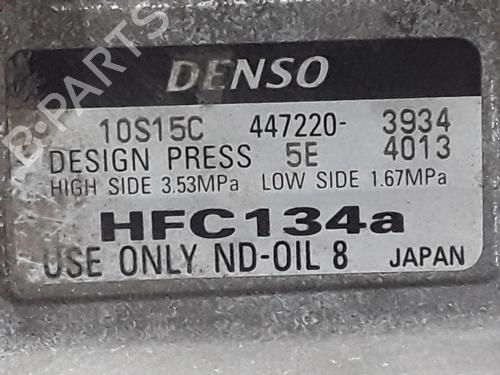 DENSO
10S15C 447220- 3934
DESIGN PRESS 5E 4013
HIGH SIDE 3.53MPa LOW SIDE 1.67MPa
HFC134a
USE ONLY ND-OIL 8 JAPAN
B-PARTS